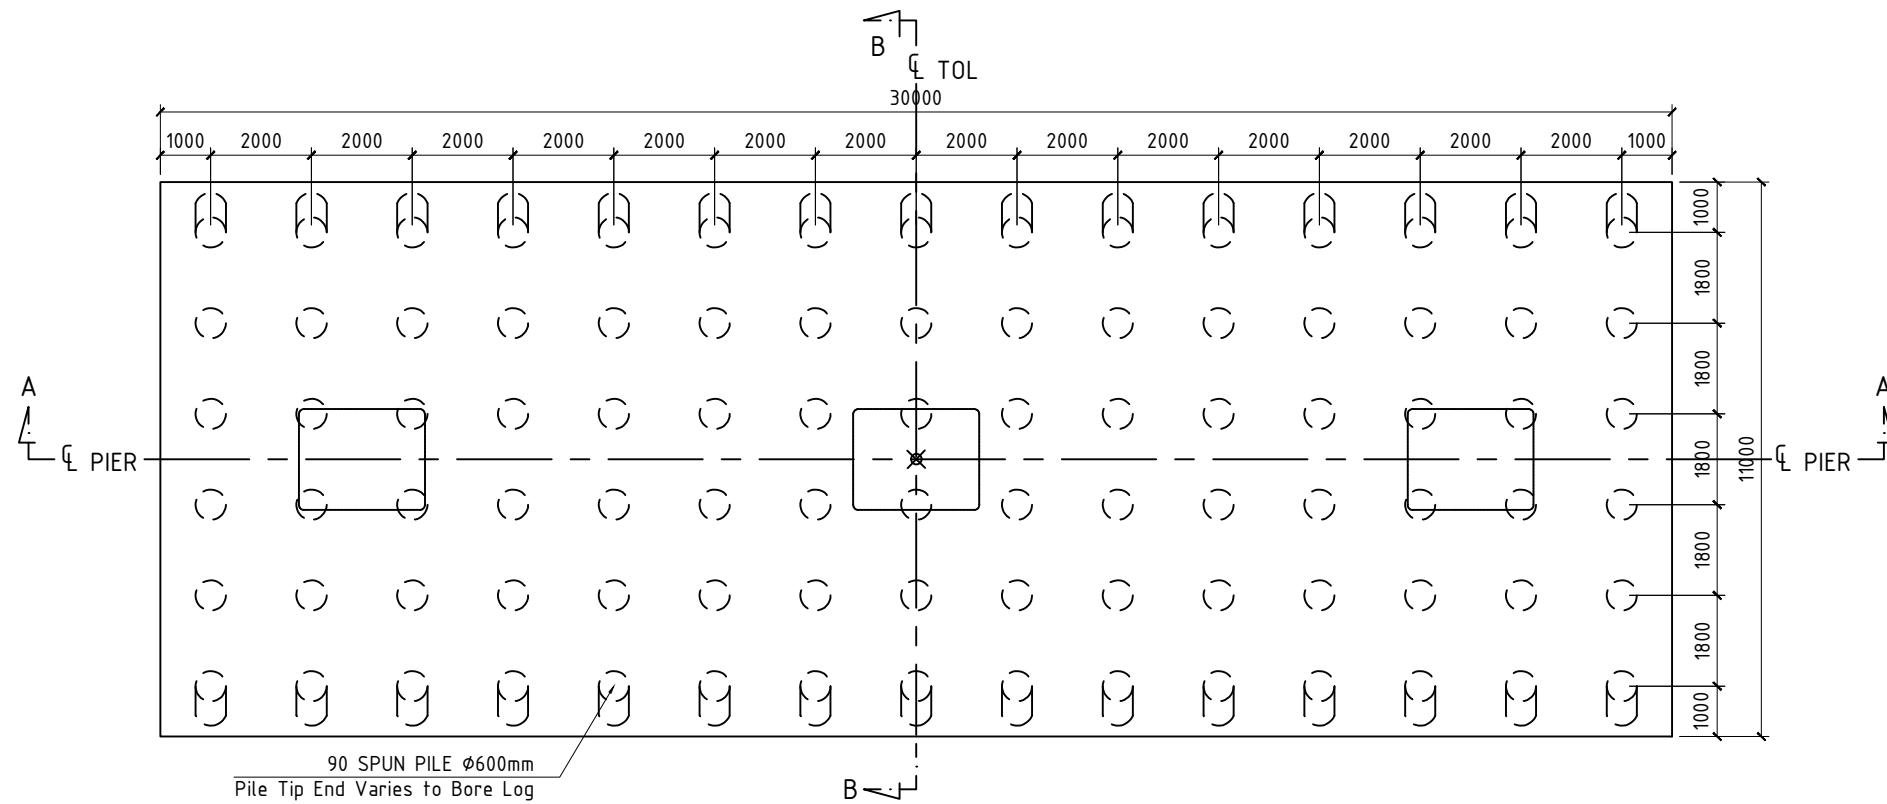 B
℄ TOL
30000
1000 2000 2000 2000 2000 2000 2000 2000 2000 2000 2000 2000 2000 2000 2000 1000
1000
1800
1800
A
A
℄ PIER
1800
11000
℄ PIER
1800
1800
1000
90 SPUN PILE Ø600mm
Pile Tip End Varies to Bore Log
B